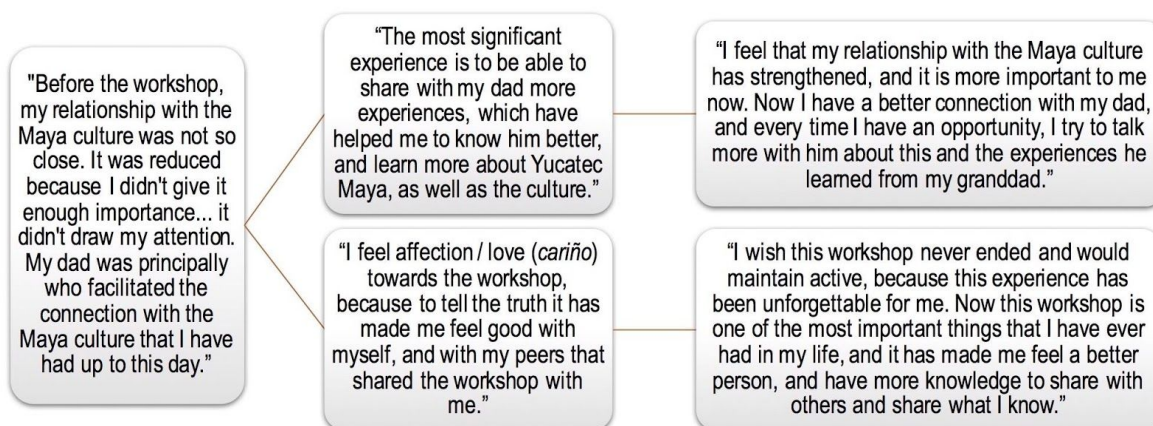 "Before the workshop,
my relationship with the
Maya culture was not so
close. It was reduced
because I didn't give it
enough importance... it
didn't draw my attention.
My dad was principally
who facilitated the
connection with the
Maya culture that I have
had up to this day.”
“The most significant
experience is to be able to
share with my dad more
experiences, which have
helped me to know him better,
and learn more about Yucatec
Maya, as well as the culture.”
“I feel that my relationship with the Maya culture
has strengthened, and it is more important to me
now. Now I have a better connection with my dad,
and every time I have an opportunity, I try to talk
more with him about this and the experiences he
learned from my granddad.”
“I feel affection / love (cariño)
towards the workshop,
because to tell the truth it has
made me feel good with
myself, and with my peers that
shared the workshop with
me.”
“I wish this workshop never ended and would
maintain active, because this experience has
been unforgettable for me. Now this workshop is
one of the most important things that I have ever
had in my life, and it has made me feel a better
person, and have more knowledge to share with
others and share what I know.”